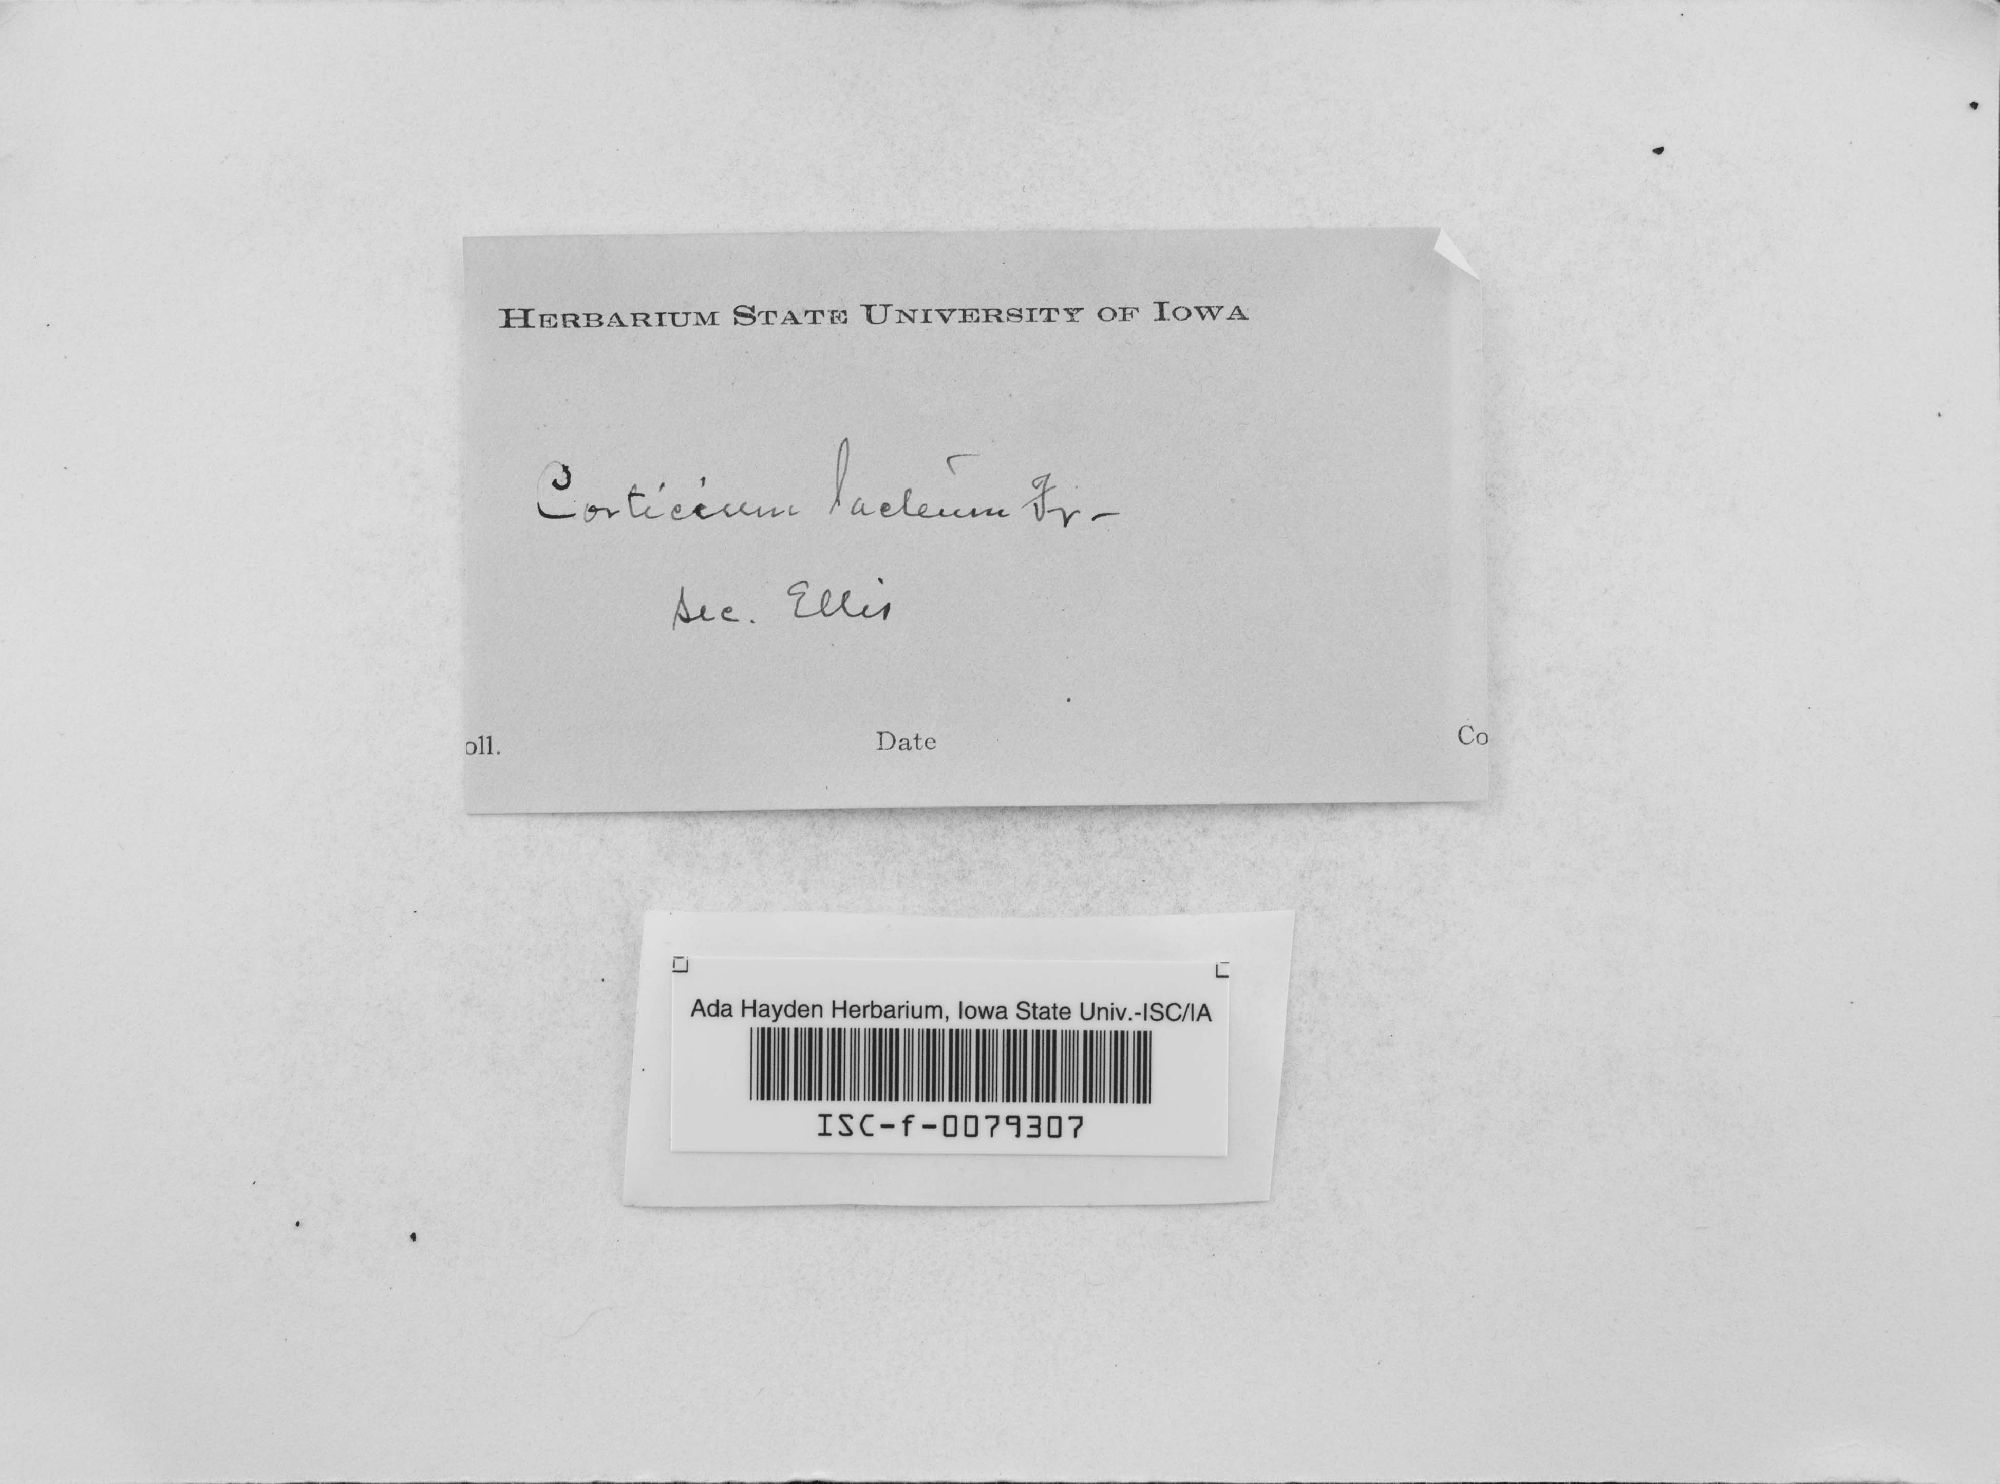 HERBARIUM STATE UNIVERSITY OF IOWA
Corticium lacteum Fr-
sec. Ellis
oll. Date Co
Ada Hayden Herbarium, Iowa State Univ.-ISC/IA
ISC-f-0079307